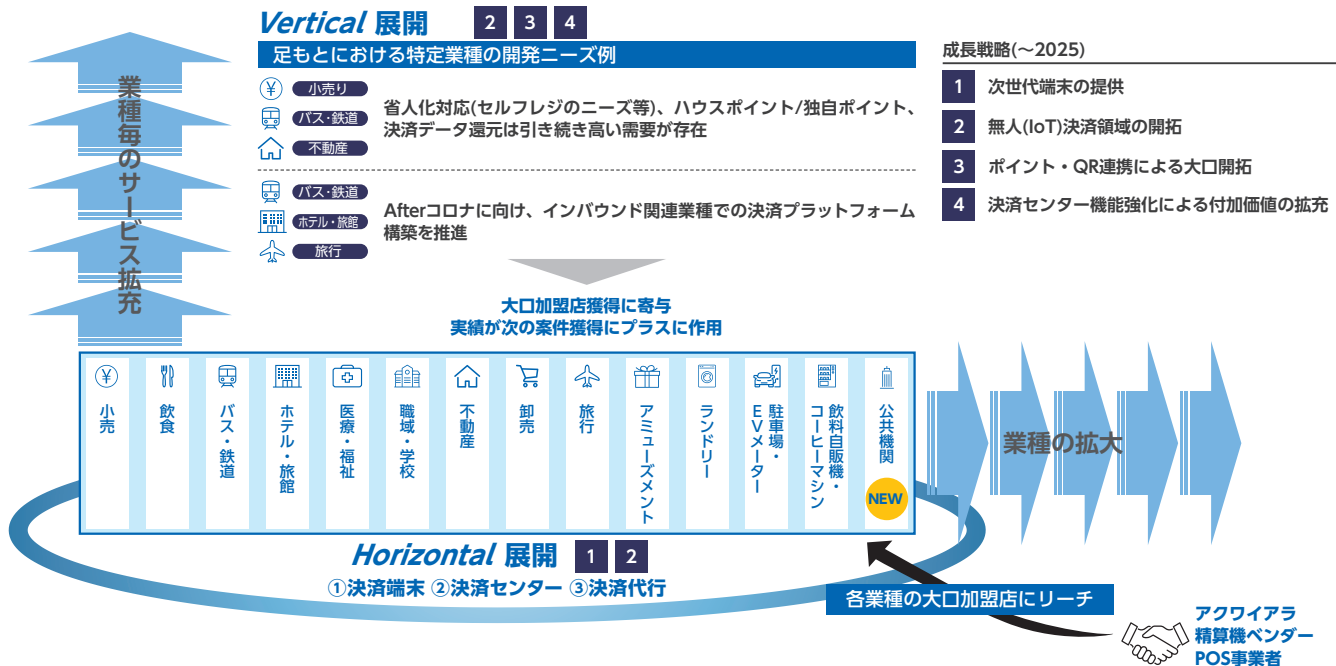 Vertical 展開 2 3 4
足もとにおける特定業種の開発ニーズ例
¥ 小売り
バス・鉄道
不動産
省人化対応(セルフレジのニーズ等)、ハウスポイント/独自ポイント、
決済データ還元は引き続き高い需要が存在
バス・鉄道
ホテル・旅館
旅行
Afterコロナに向け、インバウンド関連業種での決済プラットフォーム
構築を推進
成長戦略(～2025)
1 次世代端末の提供
2 無人(IoT)決済領域の開拓
3 ポイント・QR連携による大口開拓
4 決済センター機能強化による付加価値の拡充
業種毎のサービス拡充
大口加盟店獲得に寄与
実績が次の案件獲得にプラスに作用
¥
小売
飲食
バス・鉄道
ホテル・旅館
医療・福祉
職域・学校
不動産
卸売
旅行
アミューズメント
ランドリー
駐車場・
EVメーター
飲料自販機・
コーヒーマシン
公共機関
NEW
業種の拡大
Horizontal 展開 1 2
①決済端末 ②決済センター ③決済代行
各業種の大口加盟店にリーチ
アクワイアラ
精算機ベンダー
POS事業者